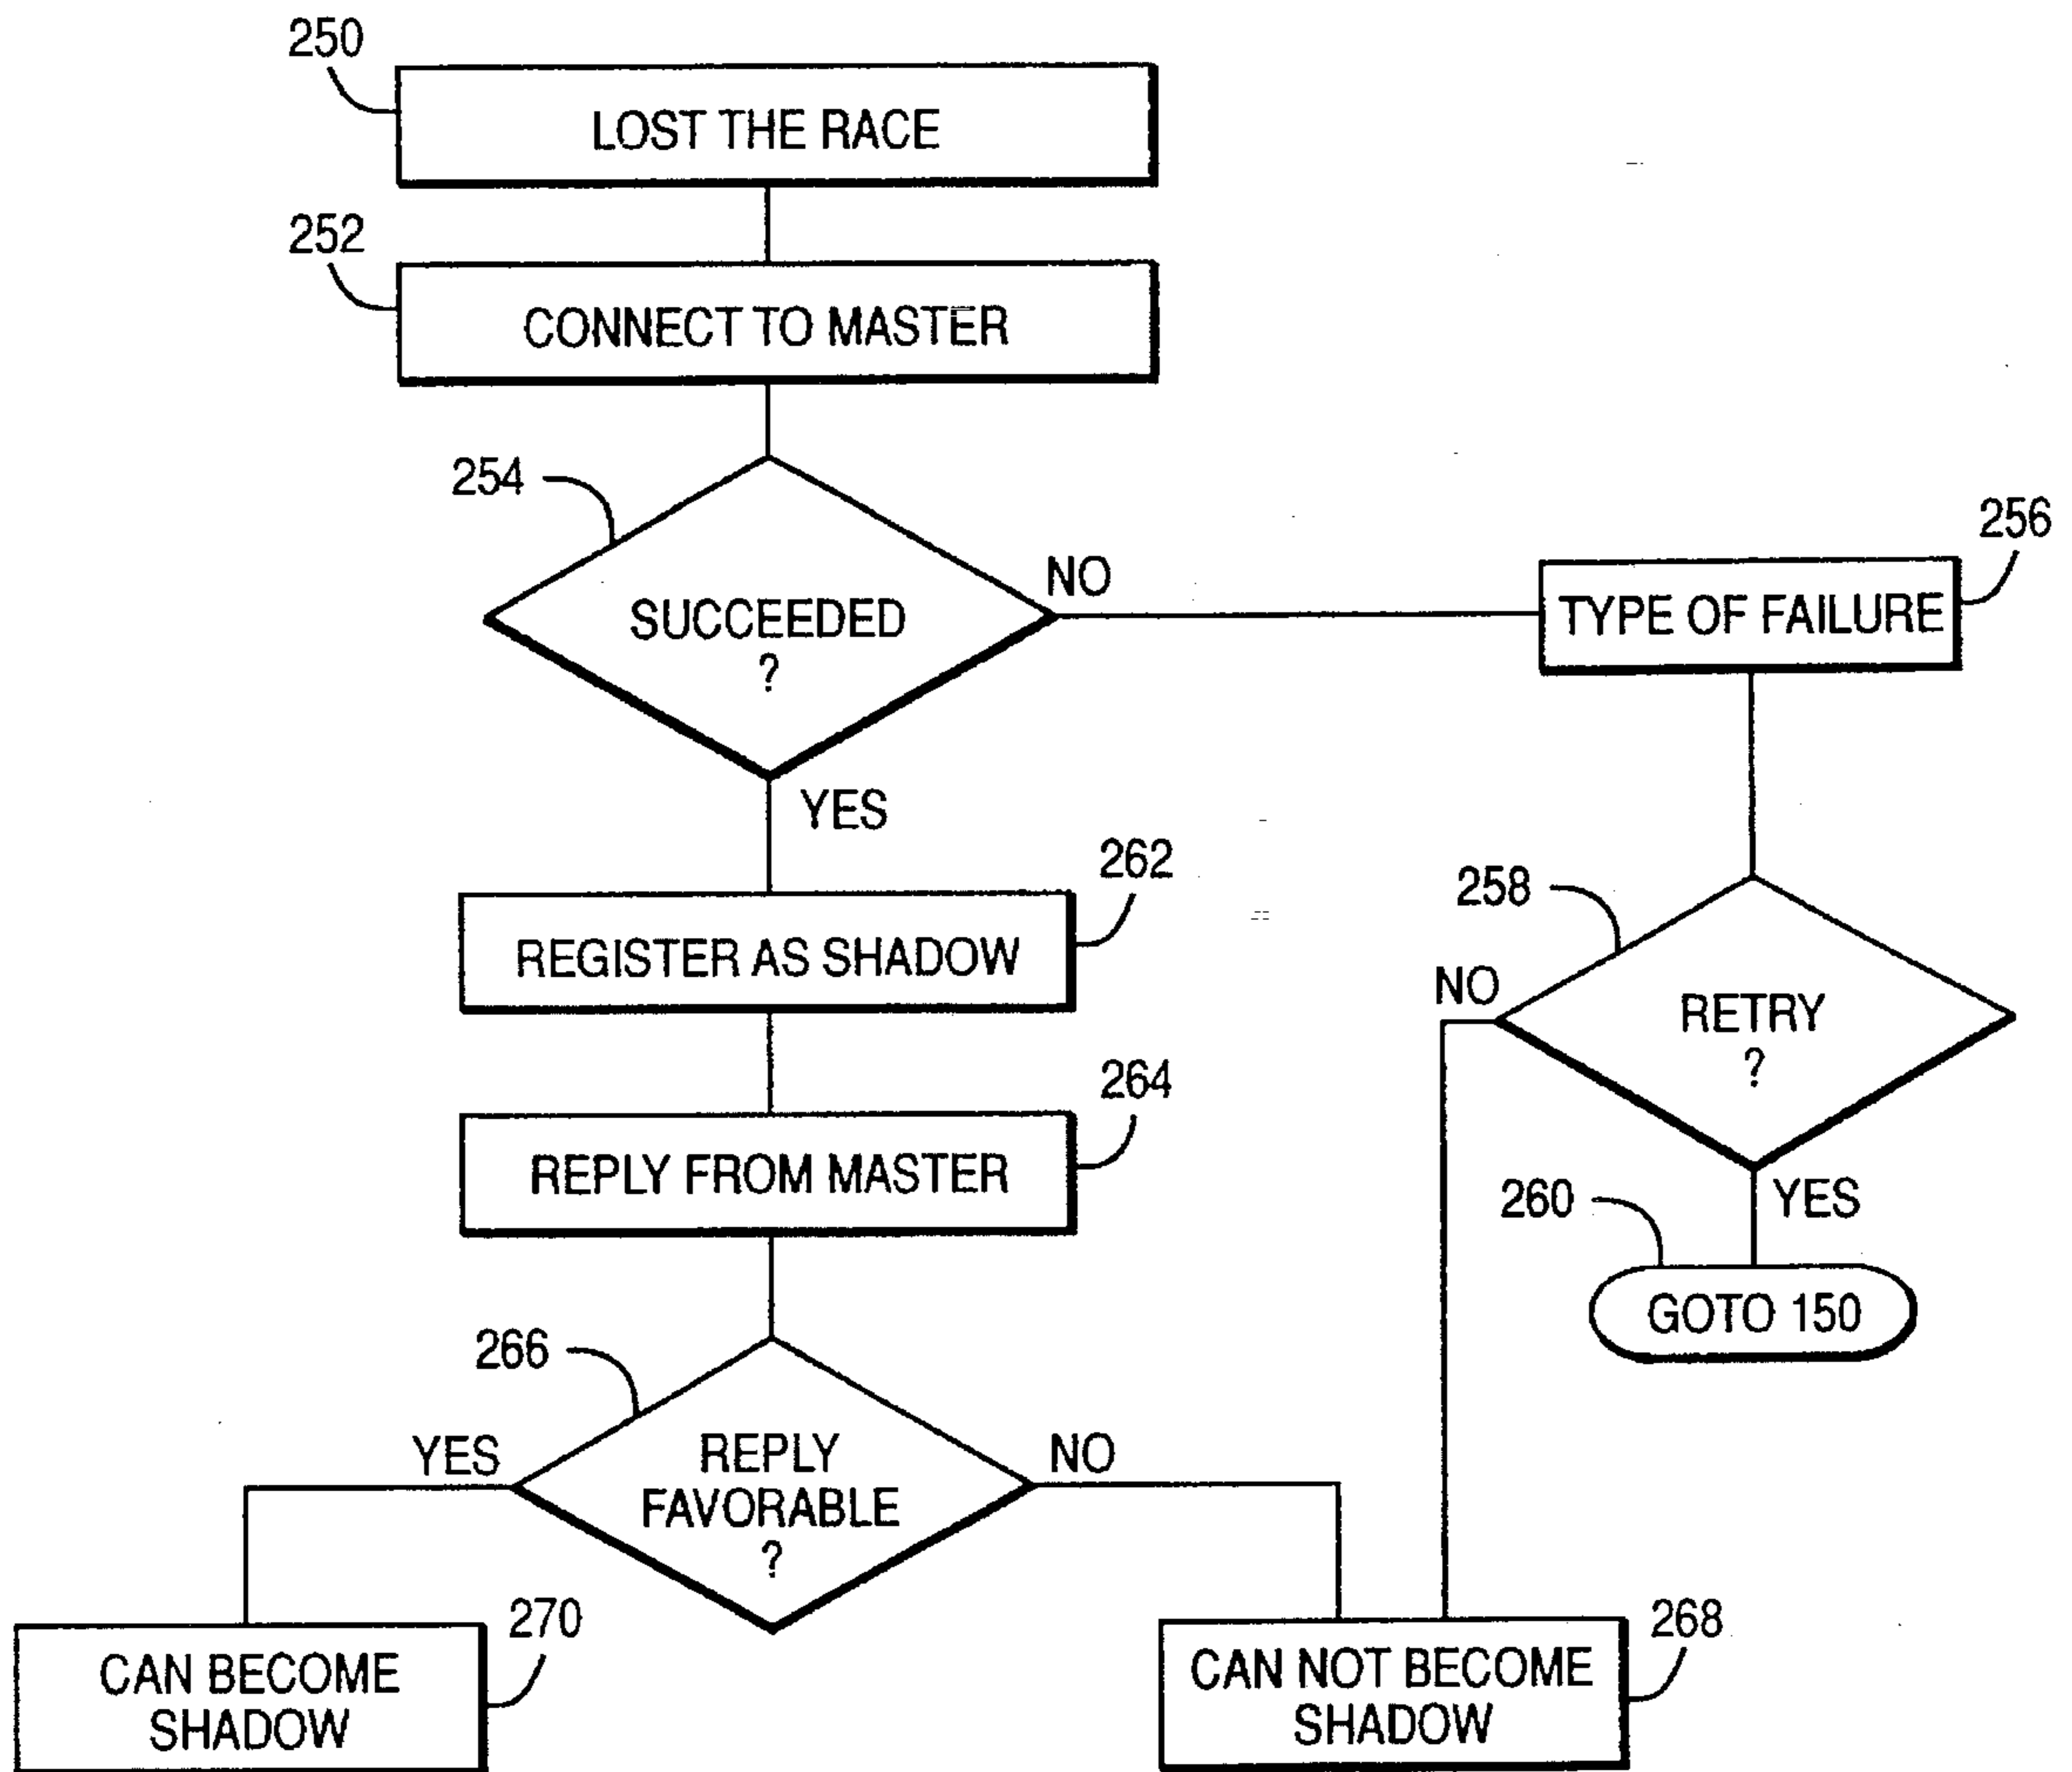 250
LOST THE RACE
252
CONNECT TO MASTER
254
SUCCEEDED
?
NO
256
TYPE OF FAILURE
YES
262
REGISTER AS SHADOW
258
NO
RETRY
?
264
REPLY FROM MASTER
YES
260
GOTO 150
266
YES
REPLY
FAVORABLE
?
NO
270
CAN BECOME
SHADOW
268
CAN NOT BECOME
SHADOW